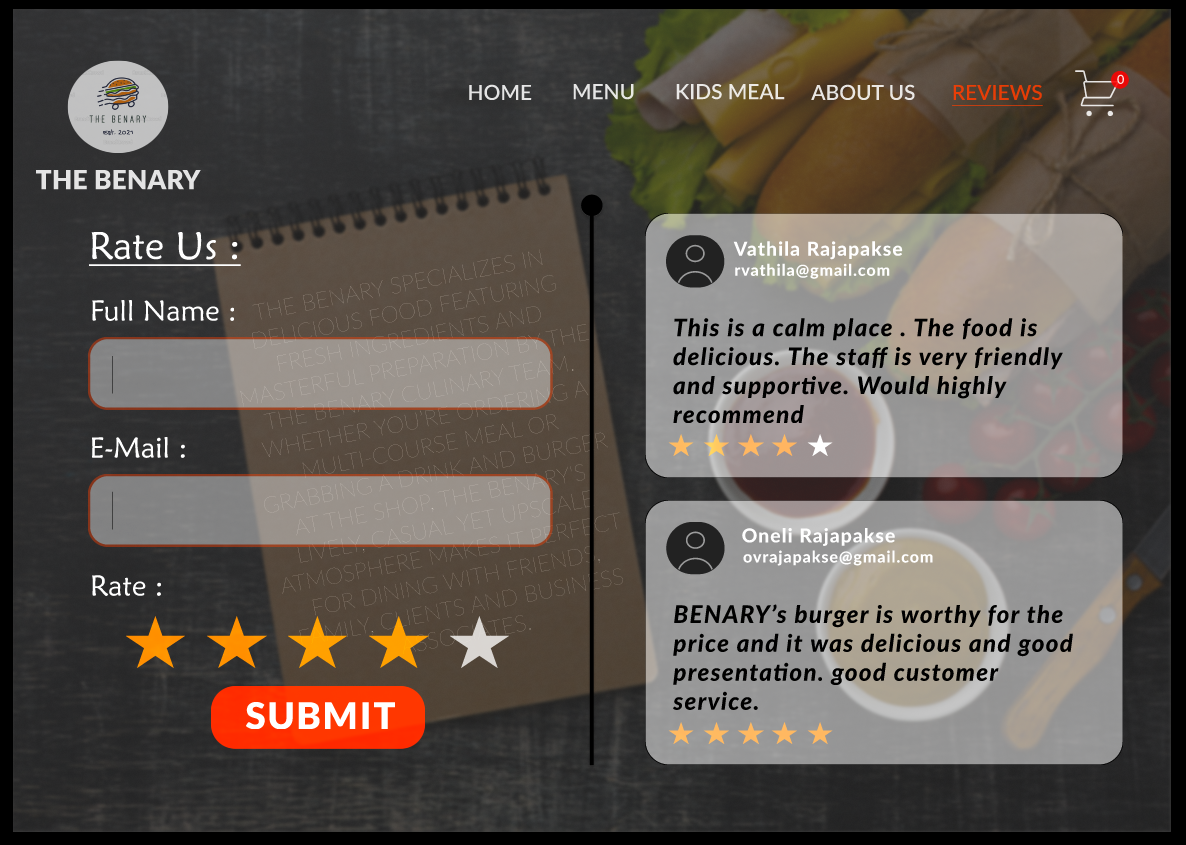 THE BENARY
Estr. 2021
THE BENARY
HOME MENU KIDS MEAL ABOUT US REVIEWS 0
Rate Us :
Full Name :
E-Mail :
Rate :
SUBMIT
THE BENARY SPECIALIZES IN
DELICIOUS FOOD FEATURING
FRESH INGREDIENTS AND
MASTERFUL PREPARATION BY THE
THE BENARY CULINARY TEAM.
WHETHER YOU'RE ORDERING A
MULTI-COURSE MEAL OR
GRABBING A DRINK AND BURGER
AT THE SHOP, THE BENARY'S
LIVELY, CASUAL YET UPSCALE
ATMOSPHERE MAKES IT PERFECT
FOR DINING WITH FRIENDS,
FAMILY, CLIENTS AND BUSINESS
ASSOCIATES.
Vathila Rajapakse
rvathila@gmail.com
This is a calm place . The food is
delicious. The staff is very friendly
and supportive. Would highly
recommend
Oneli Rajapakse
ovrajapakse@gmail.com
BENARY’s burger is worthy for the
price and it was delicious and good
presentation. good customer
service.